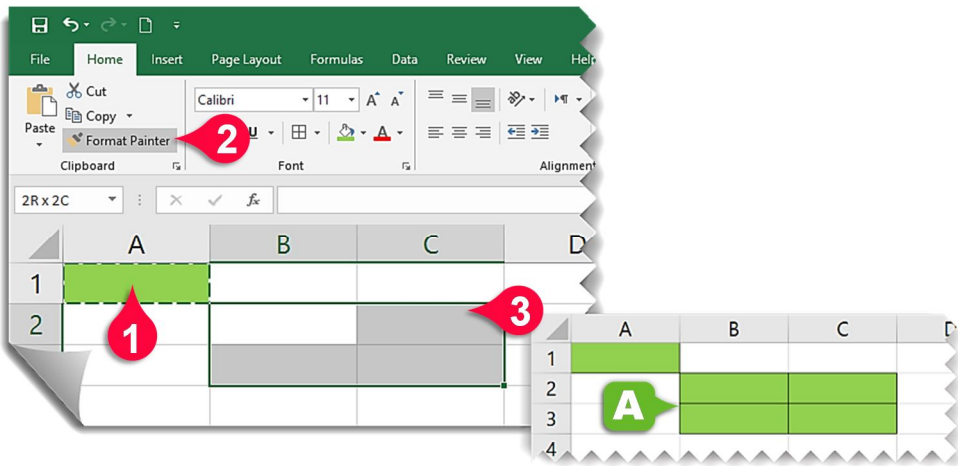 File Home Insert Page Layout Formulas Data Review View Help
Paste
Cut
Copy
Format Painter
Clipboard
Calibri 11 A A
U A
Font
Alignment
2R x 2C fx
A B C D
1
2
1
2
3
A B C
1
2
3
4
A